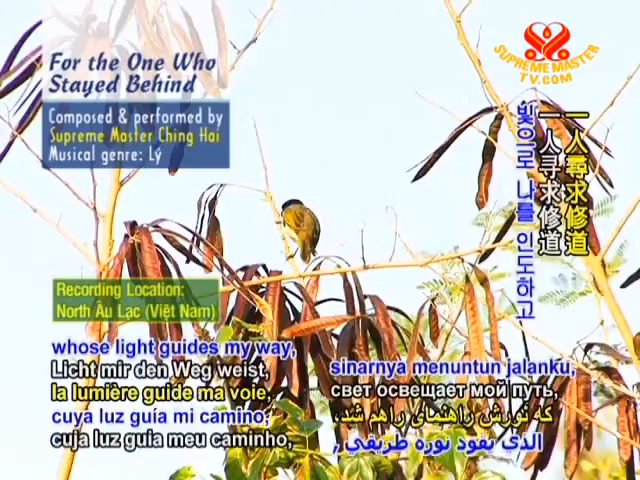 For the One Who
Stayed Behind
Composed & performed by
Supreme Master Ching Hai
Musical genre: Lý
SUPREME MASTER
TV.COM
一人尋求修道
一人寻求修道
빛으로 나를 인도하고
Recording Location:
North Âu Lạc (Việt Nam)
whose light guides my way,
Licht mir den Weg weist,
la lumière guide ma voie,
cuya luz guía mi camino,
cuja luz guia meu caminho,
sinarnya menuntun jalanku,
свет освещает мой путь,
که نورش راهنمای راهم شد،
الذي يقود نوره طريقي ،